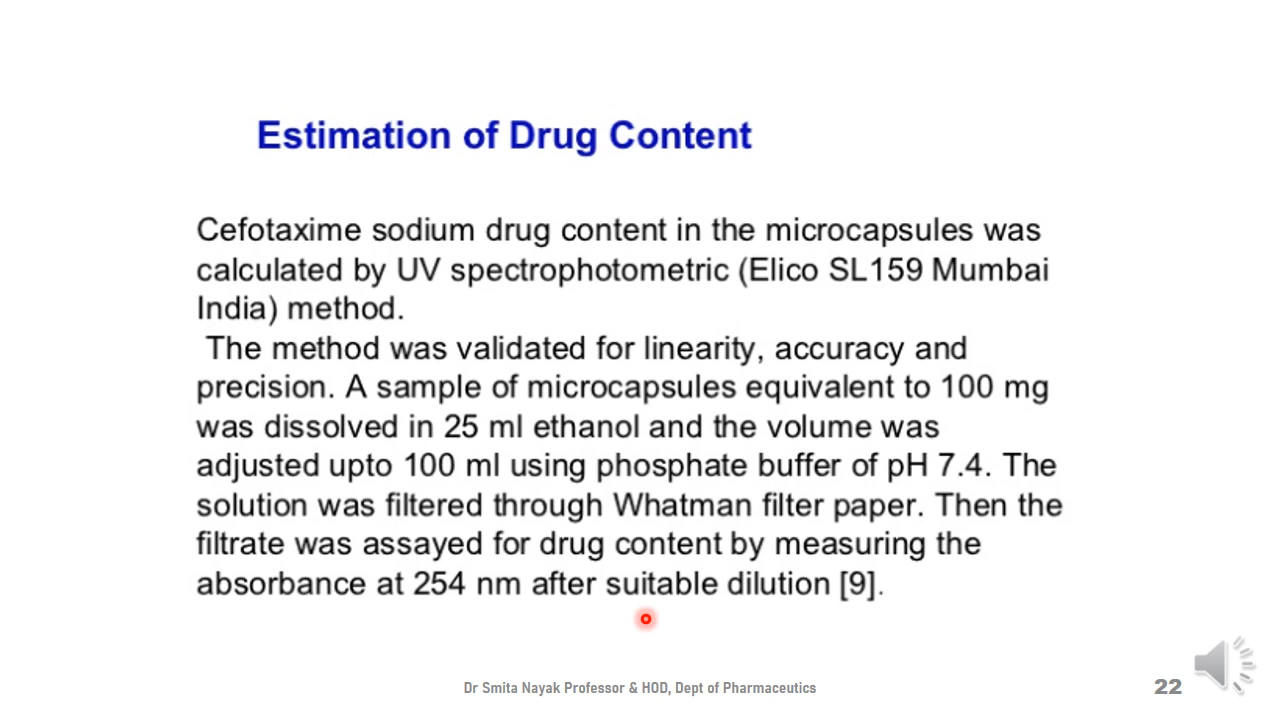 Estimation of Drug Content
Cefotaxime sodium drug content in the microcapsules was
calculated by UV spectrophotometric (Elico SL159 Mumbai
India) method.
The method was validated for linearity, accuracy and
precision. A sample of microcapsules equivalent to 100 mg
was dissolved in 25 ml ethanol and the volume was
adjusted upto 100 ml using phosphate buffer of pH 7.4. The
solution was filtered through Whatman filter paper. Then the
filtrate was assayed for drug content by measuring the
absorbance at 254 nm after suitable dilution [9].
Dr Smita Nayak Professor & HOD, Dept of Pharmaceutics
22